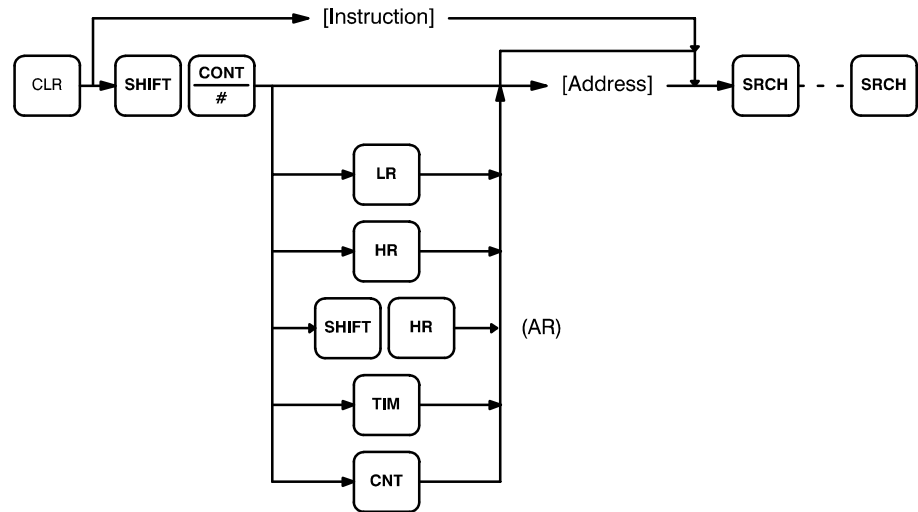 [Instruction]
CLR
SHIFT
CONT
#
[Address]
SRCH
SRCH
LR
HR
SHIFT
HR
(AR)
TIM
CNT